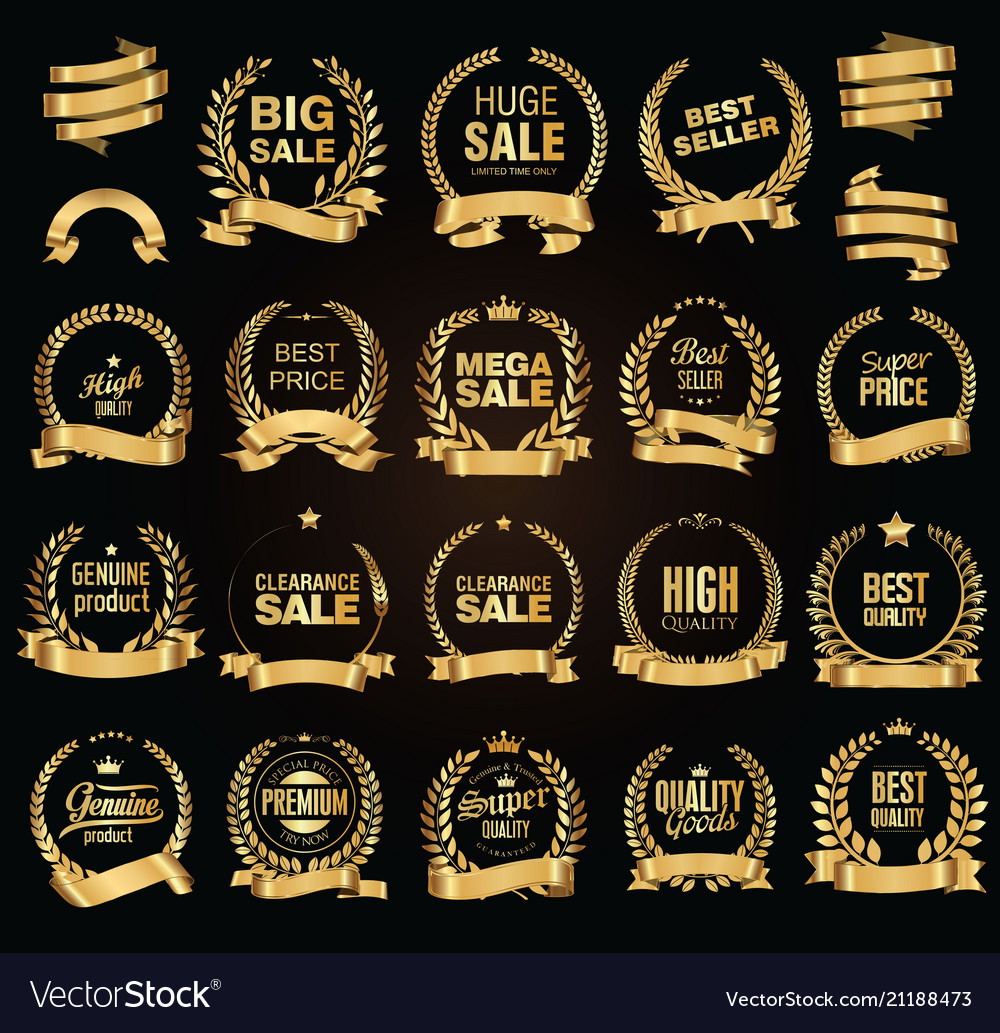 BIG
SALE
HUGE
SALE
LIMITED TIME ONLY
BEST
SELLER
High
QUALITY
BEST
PRICE
MEGA
SALE
Best
SELLER
Super
PRICE
GENUINE
product
CLEARANCE
SALE
CLEARANCE
SALE
HIGH
QUALITY
BEST
QUALITY
Genuine
product
SPECIAL PRICE
PREMIUM
TRY NOW
Genuine & Trusted
Super
QUALITY
GUARANTEED
QUALITY
Goods
BEST
QUALITY
VectorStock®
VectorStock.com/21188473